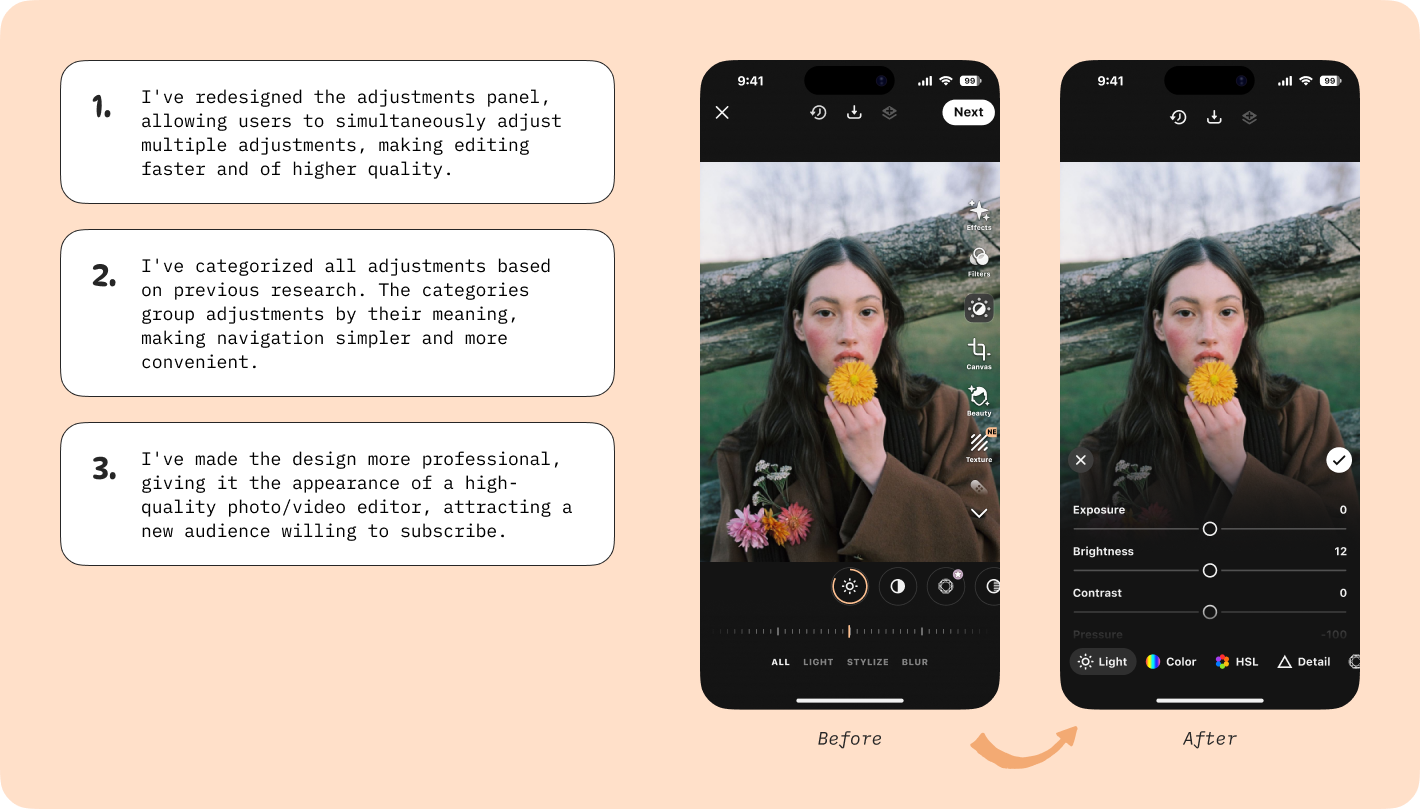 1.
I've redesigned the adjustments panel,
allowing users to simultaneously adjust
multiple adjustments, making editing
faster and of higher quality.
2.
I've categorized all adjustments based
on previous research. The categories
group adjustments by their meaning,
making navigation simpler and more
convenient.
3.
I've made the design more professional,
giving it the appearance of a high-
quality photo/video editor, attracting a
new audience willing to subscribe.
9:41
99
Next
Effects
Filters
Canvas
Beauty
NE
Texture
ALL LIGHT STYLIZE BLUR
Before
9:41
99
Exposure 0
Brightness 12
Contrast 0
Pressure -100
Light Color HSL Detail
After